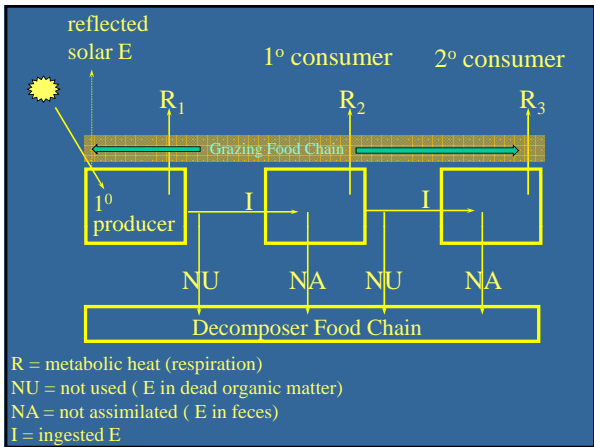 reflected
solar E
1o consumer
2o consumer
R1
R2
R3
Grazing Food Chain
10
producer
I
I
NU
NA
NU
NA
Decomposer Food Chain
R = metabolic heat (respiration)
NU = not used ( E in dead organic matter)
NA = not assimilated ( E in feces)
I = ingested E